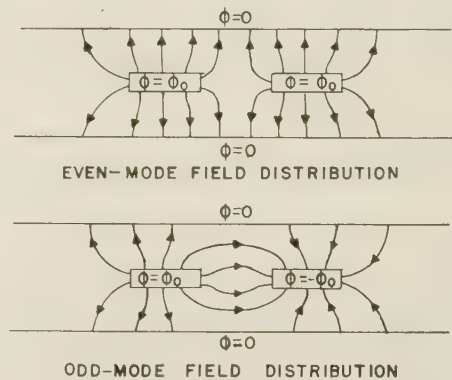 ϕ=0
ϕ=ϕ₀ ϕ=ϕ₀
ϕ=0
EVEN-MODE FIELD DISTRIBUTION
ϕ=0
ϕ=ϕ₀ ϕ=-ϕ₀
ϕ=0
ODD-MODE FIELD DISTRIBUTION